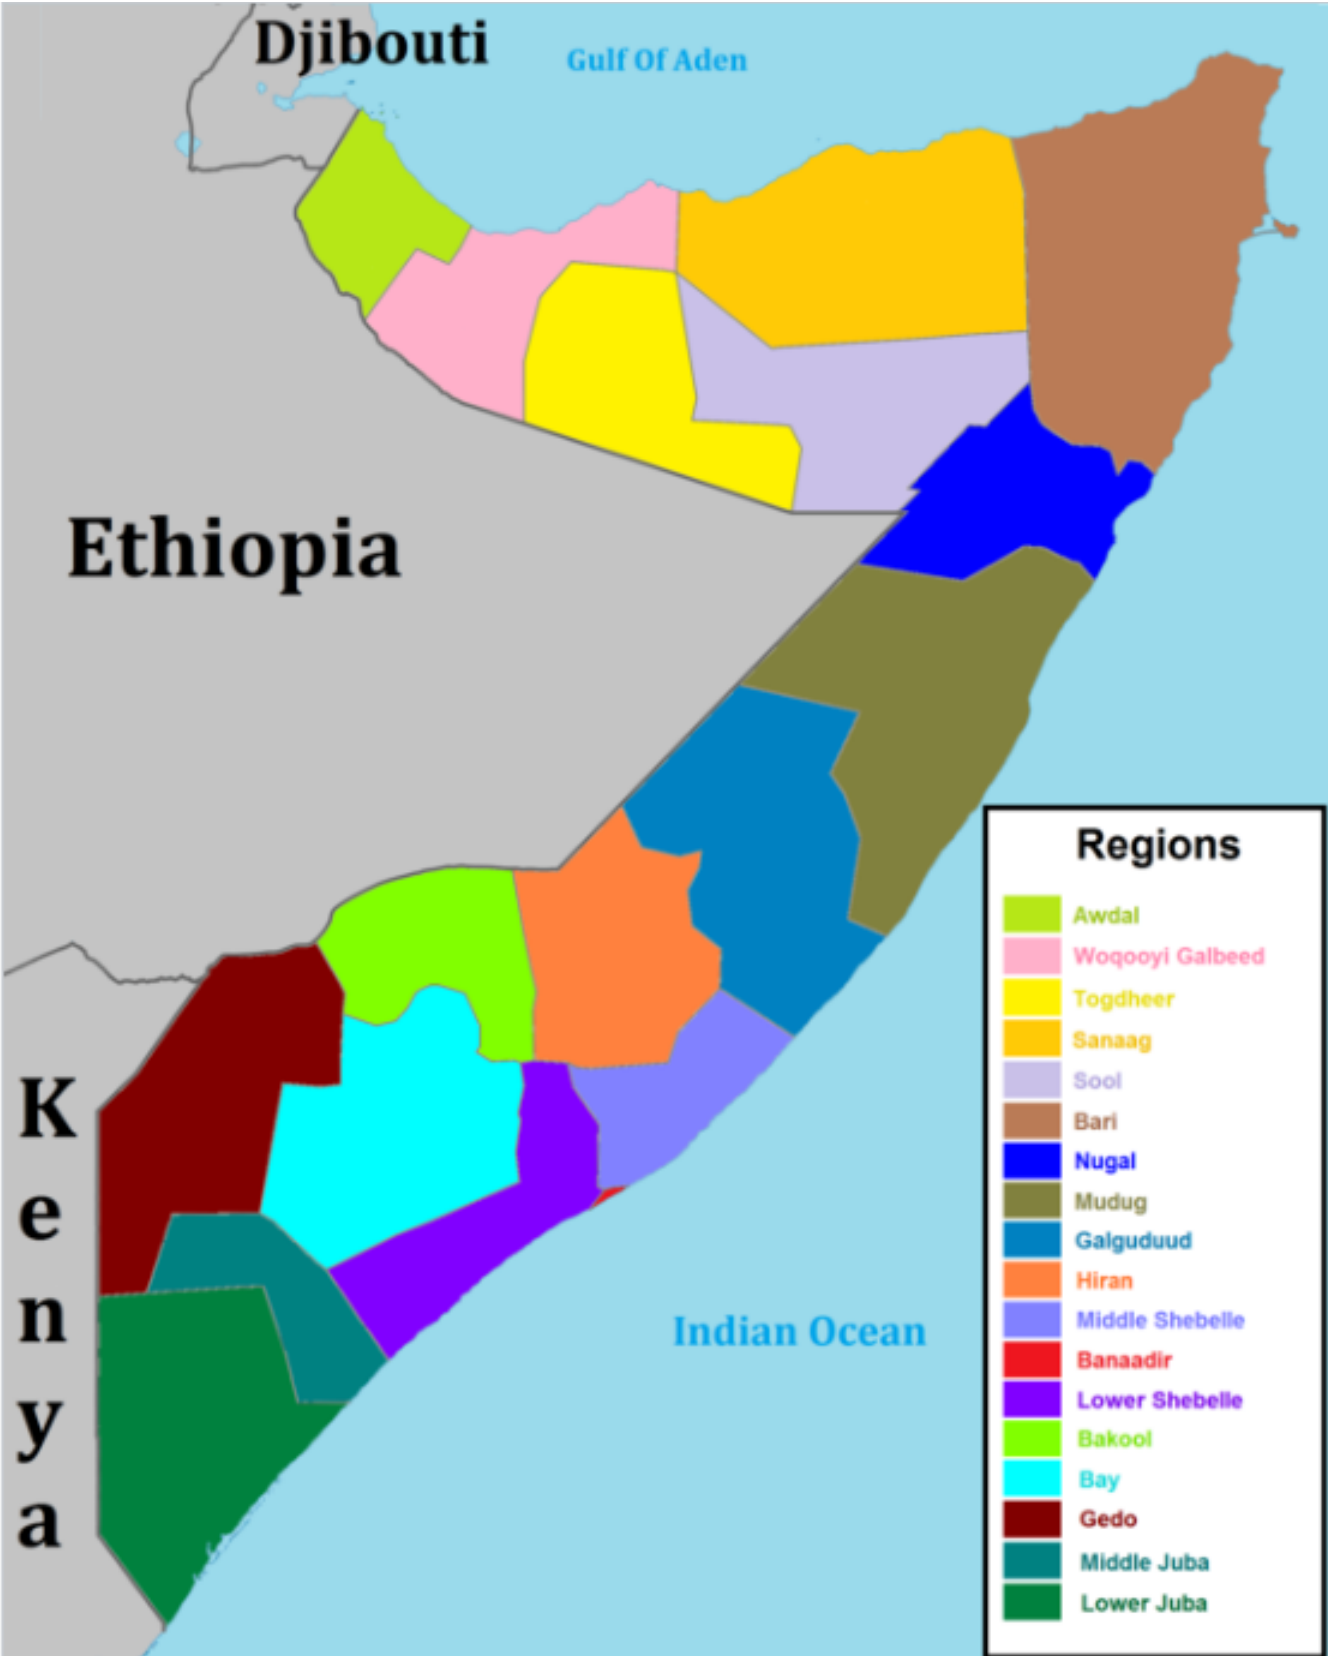 Djibouti
Gulf Of Aden
Ethiopia
K
e
n
y
a
Indian Ocean
Regions
Awdal
Woqooyi Galbeed
Togdheer
Sanaag
Sool
Bari
Nugal
Mudug
Galguduud
Hiran
Middle Shebelle
Banaadir
Lower Shebelle
Bakool
Bay
Gedo
Middle Juba
Lower Juba